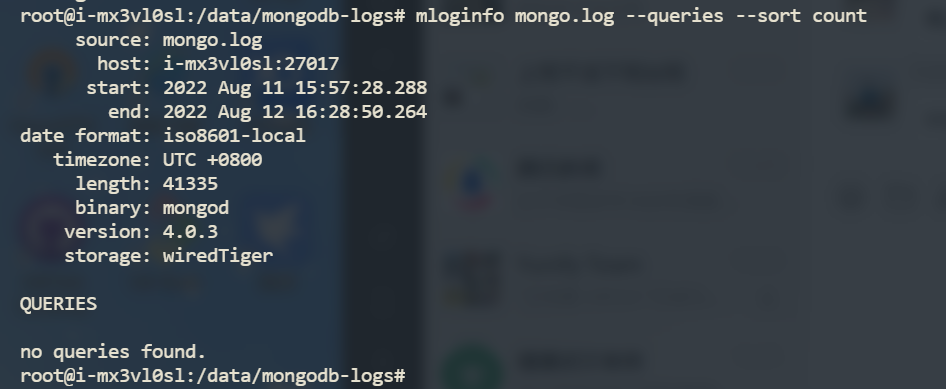 root@i-mx3vl0sl:/data/mongodb-logs# mloginfo mongo.log --queries --sort count
source: mongo.log
host: i-mx3vl0sl:27017
start: 2022 Aug 11 15:57:28.288
end: 2022 Aug 12 16:28:50.264
date format: iso8601-local
timezone: UTC +0800
length: 41335
binary: mongod
version: 4.0.3
storage: wiredTiger
QUERIES
no queries found.
root@i-mx3vl0sl:/data/mongodb-logs#